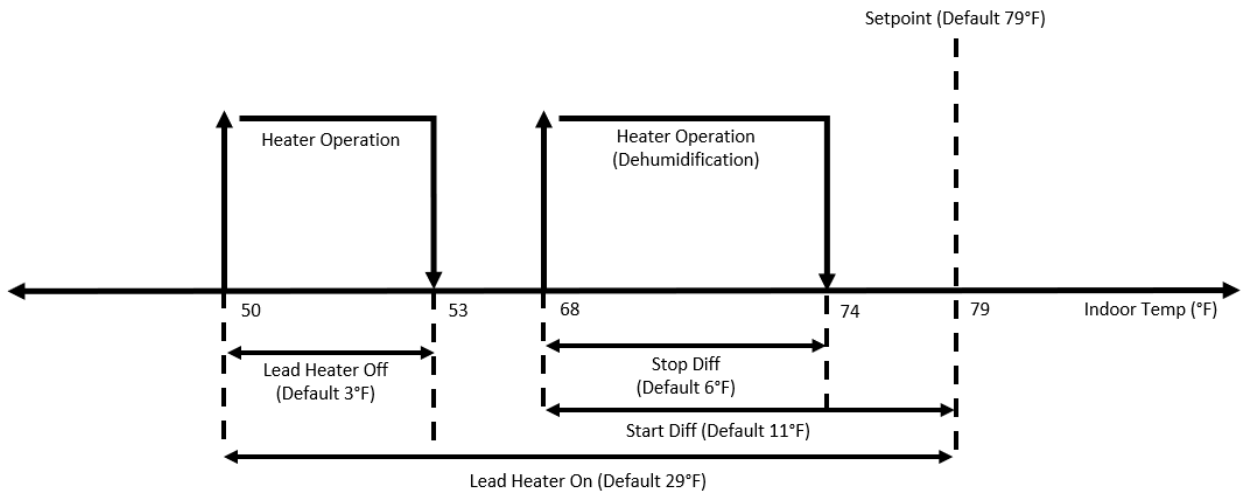 Setpoint (Default 79°F)
Heater Operation
Heater Operation
(Dehumidification)
50
53
68
74
79
Indoor Temp (°F)
Lead Heater Off
(Default 3°F)
Stop Diff
(Default 6°F)
Start Diff (Default 11°F)
Lead Heater On (Default 29°F)